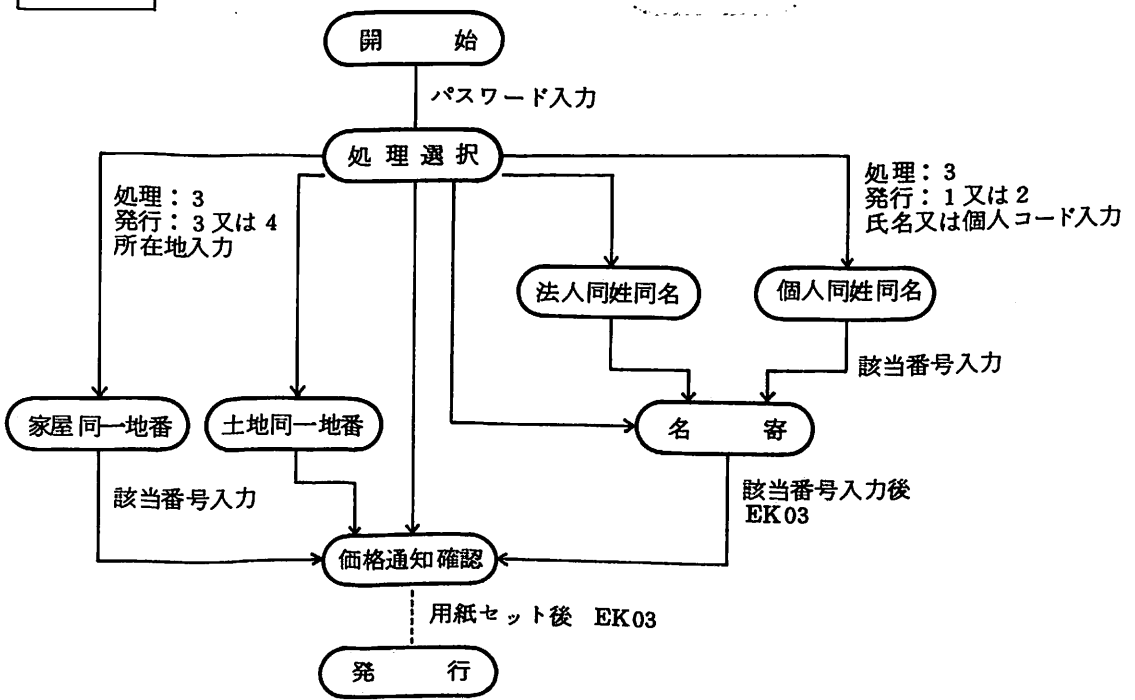 開 始
パスワード入力
処 理 選 択
処理：3
発行：3又は4
所在地入力
処理：3
発行：1又は2
氏名又は個人コード入力
法人同姓同名
個人同姓同名
該当番号入力
家屋同一地番
土地同一地番
名 寄
該当番号入力
該当番号入力後
EK03
価格通知確認
用紙セット後 EK03
発 行